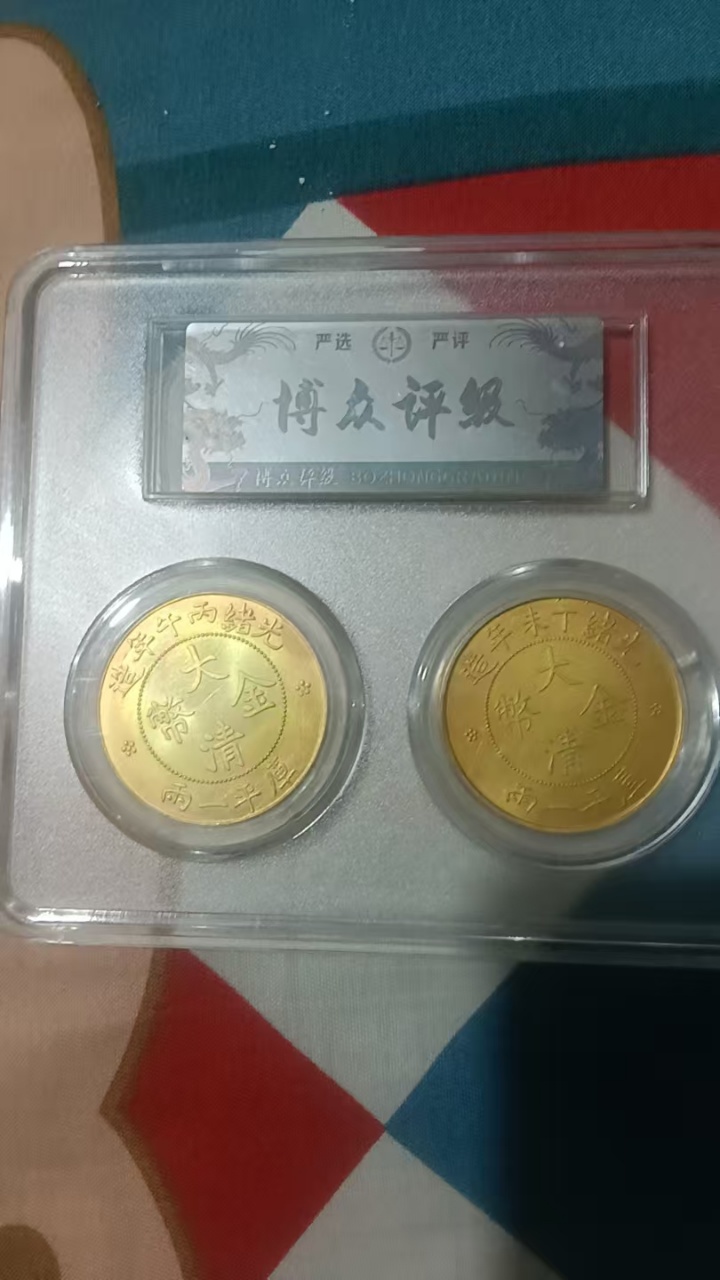 严选 严评
博众评级
博众评级 BOZHONGGRADIN
光緒丙午年造
大清金幣
庫平一兩
光緒丁未年造
大清金幣
庫平一兩